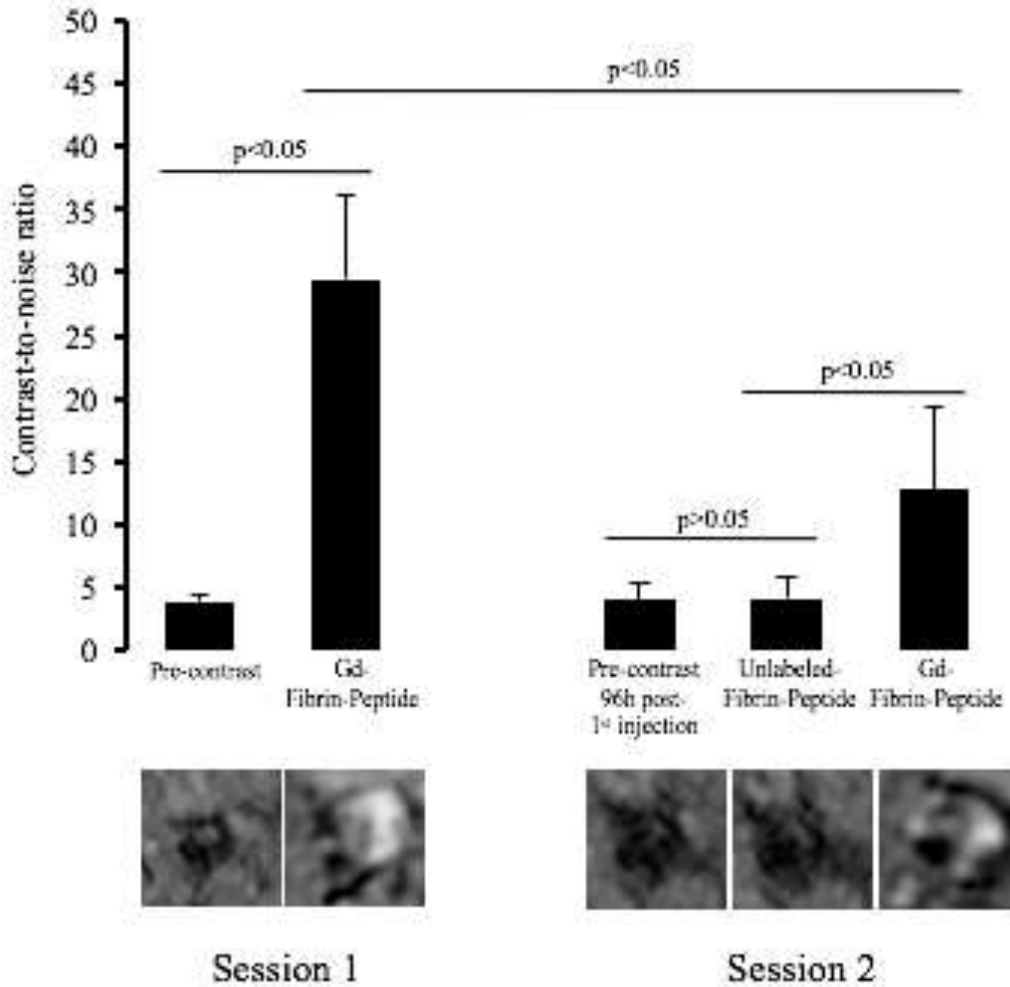 50
45
40
35
30
25
20
15
10
5
0
Contrast-to-noise ratio
p<0.05
p<0.05
p<0.05
p>0.05
Pre-contrast
Gd-
Fibrin-Peptide
Pre-contrast
96h post-
1st injection
Unlabeled-
Fibrin-Peptide
Gd-
Fibrin-Peptide
Session 1
Session 2